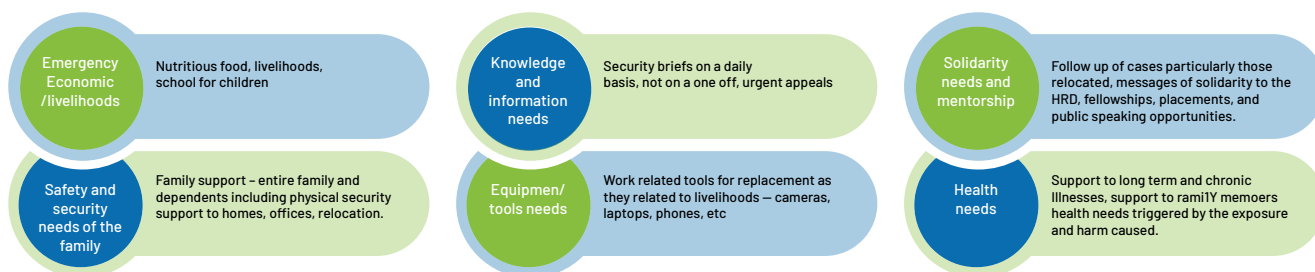 Emergency
Economic
/livelihoods
Nutritious food, livelihoods,
school for children
Knowledge
and
information
needs
Security briefs on a daily
basis, not on a one off, urgent appeals
Solidarity
needs and
mentorship
Follow up of cases particularly those
relocated, messages of solidarity to the
HRD, fellowships, placements, and
public speaking opportunities.
Safety and
security
needs of the
family
Family support – entire family and
dependents including physical security
support to homes, offices, relocation.
Equipmen/
tools needs
Work related tools for replacement as
they related to livelihoods — cameras,
laptops, phones, etc
Health
needs
Support to long term and chronic
Illnesses, support to rami1Y memoers
health needs triggered by the exposure
and harm caused.